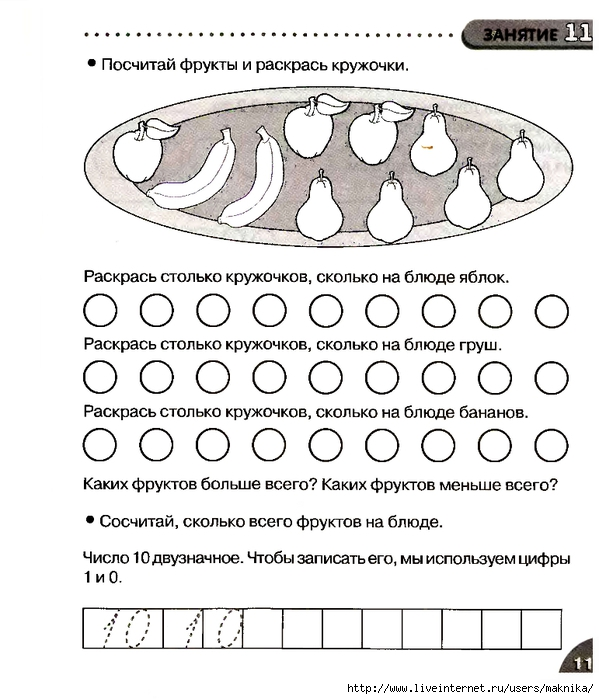 ЗАНЯТИЕ 11
• Посчитай фрукты и раскрась кружочки.
Раскрась столько кружочков, сколько на блюде яблок.
Раскрась столько кружочков, сколько на блюде груш.
Раскрась столько кружочков, сколько на блюде бананов.
Каких фруктов больше всего? Каких фруктов меньше всего?
• Сосчитай, сколько всего фруктов на блюде.
Число 10 двузначное. Чтобы записать его, мы используем цифры
1 и 0.
10 10
11
http://www.liveinternet.ru/users/maknika/